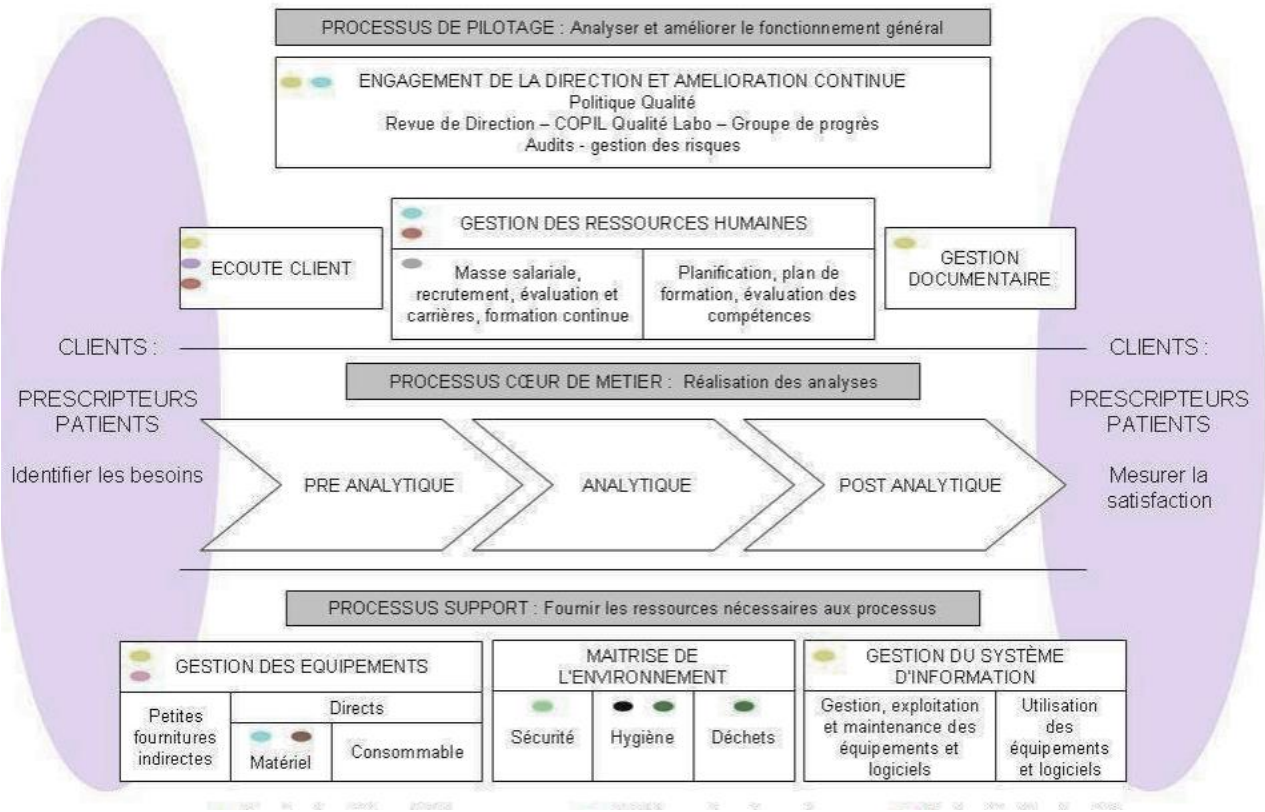 PROCESSUS DE PILOTAGE : Analyser et améliorer le fonctionnement général
ENGAGEMENT DE LA DIRECTION ET AMELIORATION CONTINUE
Politique Qualité
Revue de Direction – COPIL Qualité Labo – Groupe de progrès
Audits - gestion des risques
ECOUTE CLIENT
GESTION DES RESSOURCES HUMAINES
Masse salariale,
recrutement, évaluation et
carrières, formation continue
Planification, plan de
formation, évaluation des
compétences
GESTION
DOCUMENTAIRE
CLIENTS :
PRESCRIPTEURS
PATIENTS
Identifier les besoins
PROCESSUS CŒUR DE METIER : Réalisation des analyses
PRE ANALYTIQUE
ANALYTIQUE
POST ANALYTIQUE
CLIENTS :
PRESCRIPTEURS
PATIENTS
Mesurer la
satisfaction
PROCESSUS SUPPORT : Fournir les ressources nécessaires aux processus
GESTION DES EQUIPEMENTS
Petites
fournitures
indirectes
Directs
Matériel
Consommable
MAITRISE DE
L'ENVIRONNEMENT
Sécurité
Hygiène
Déchets
GESTION DU SYSTÈME
D'INFORMATION
Gestion, exploitation
et maintenance des
équipements et
logiciels
Utilisation
des
équipements
et logiciels